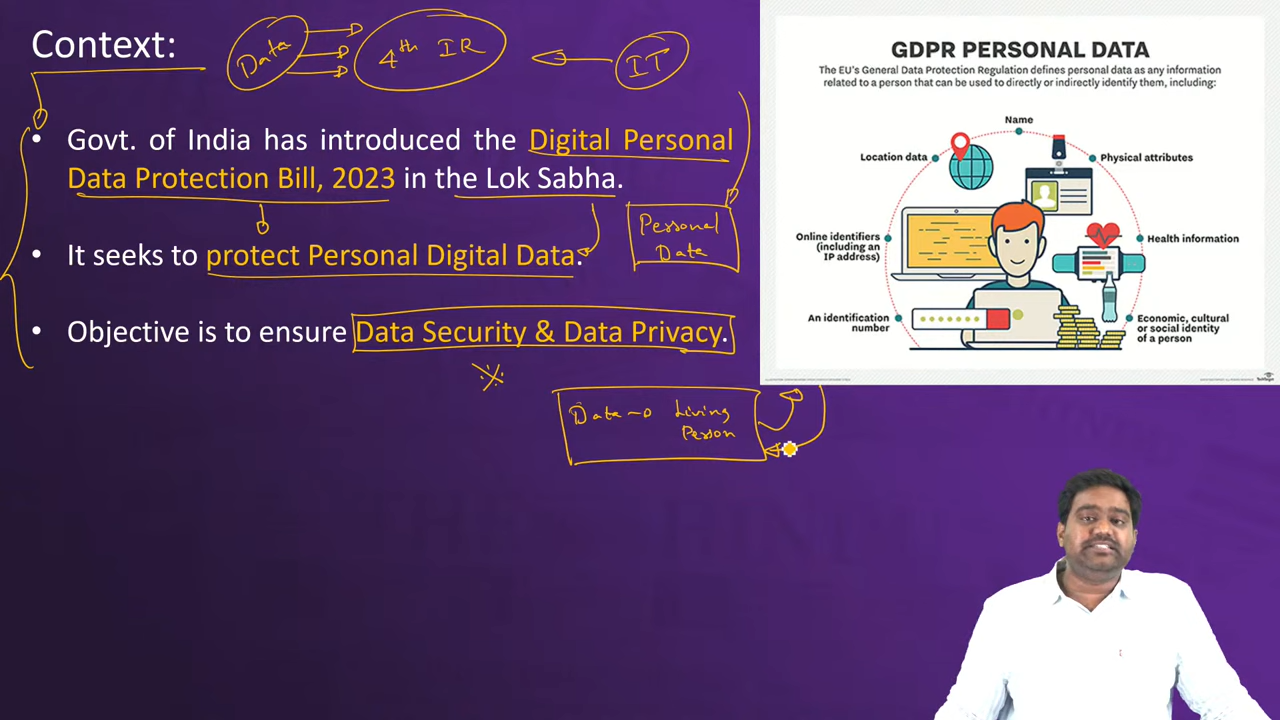 Context:
Data
4th IR
IT
• Govt. of India has introduced the Digital Personal
Data Protection Bill, 2023 in the Lok Sabha.
• It seeks to protect Personal Digital Data.
Personal
Data
• Objective is to ensure Data Security & Data Privacy.
Data → Living
Person
GDPR PERSONAL DATA
The EU's General Data Protection Regulation defines personal data as any information
related to a person that can be used to directly or indirectly identify them, including:
Name
Location data
Physical attributes
Online identifiers
(including an
IP address)
Health information
An identification
number
Economic, cultural
or social identity
of a person
TechTarget